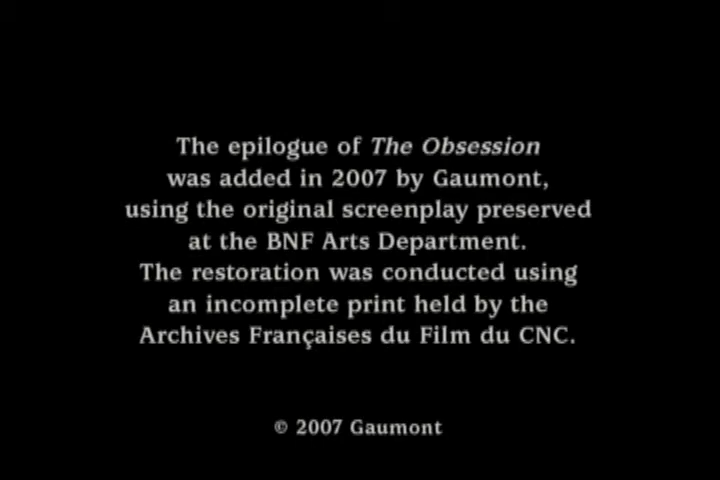 The epilogue of The Obsession
was added in 2007 by Gaumont,
using the original screenplay preserved
at the BNF Arts Department.
The restoration was conducted using
an incomplete print held by the
Archives Françaises du Film du CNC.
© 2007 Gaumont